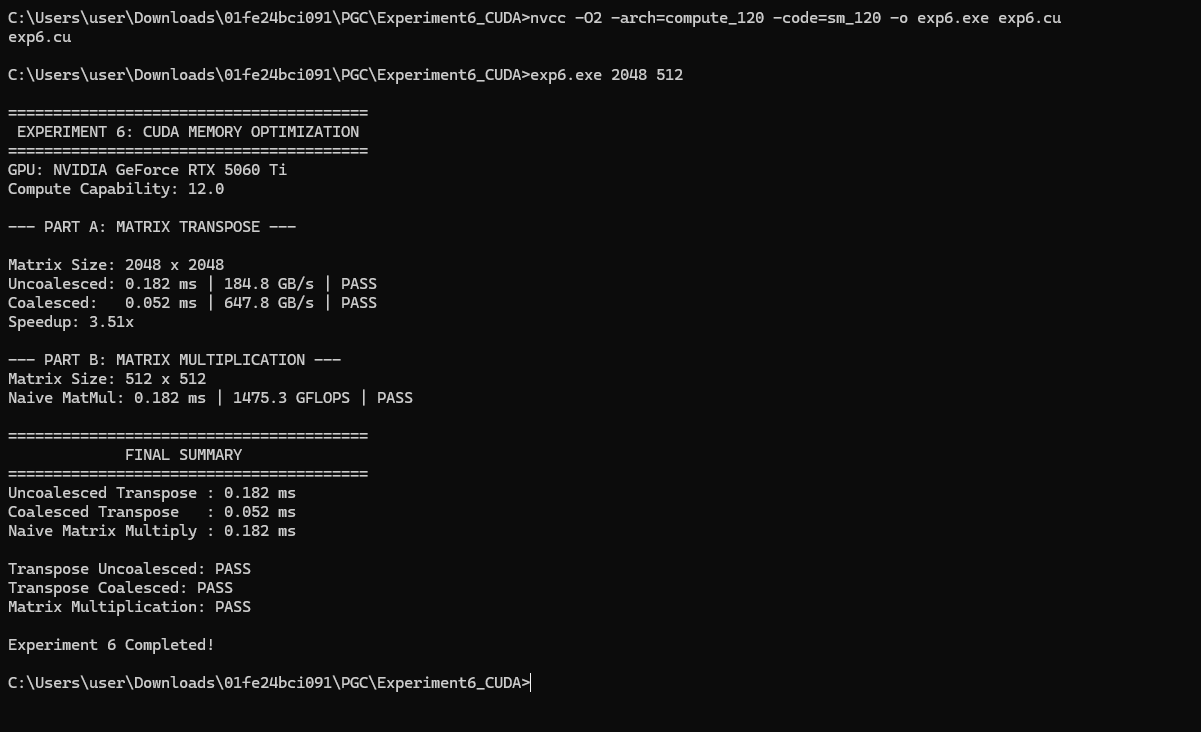 C:\Users\user\Downloads\01fe24bci091\PGC\Experiment6_CUDA>nvcc -O2 -arch=compute_120 -code=sm_120 -o exp6.exe exp6.cu
exp6.cu
C:\Users\user\Downloads\01fe24bci091\PGC\Experiment6_CUDA>exp6.exe 2048 512
========================================
 EXPERIMENT 6: CUDA MEMORY OPTIMIZATION
========================================
GPU: NVIDIA GeForce RTX 5060 Ti
Compute Capability: 12.0
--- PART A: MATRIX TRANSPOSE ---
Matrix Size: 2048 x 2048
Uncoalesced: 0.182 ms | 184.8 GB/s | PASS
Coalesced:   0.052 ms | 647.8 GB/s | PASS
Speedup: 3.51x
--- PART B: MATRIX MULTIPLICATION ---
Matrix Size: 512 x 512
Naive MatMul: 0.182 ms | 1475.3 GFLOPS | PASS
========================================
             FINAL SUMMARY
========================================
Uncoalesced Transpose : 0.182 ms
Coalesced Transpose   : 0.052 ms
Naive Matrix Multiply : 0.182 ms
Transpose Uncoalesced: PASS
Transpose Coalesced: PASS
Matrix Multiplication: PASS
Experiment 6 Completed!
C:\Users\user\Downloads\01fe24bci091\PGC\Experiment6_CUDA>